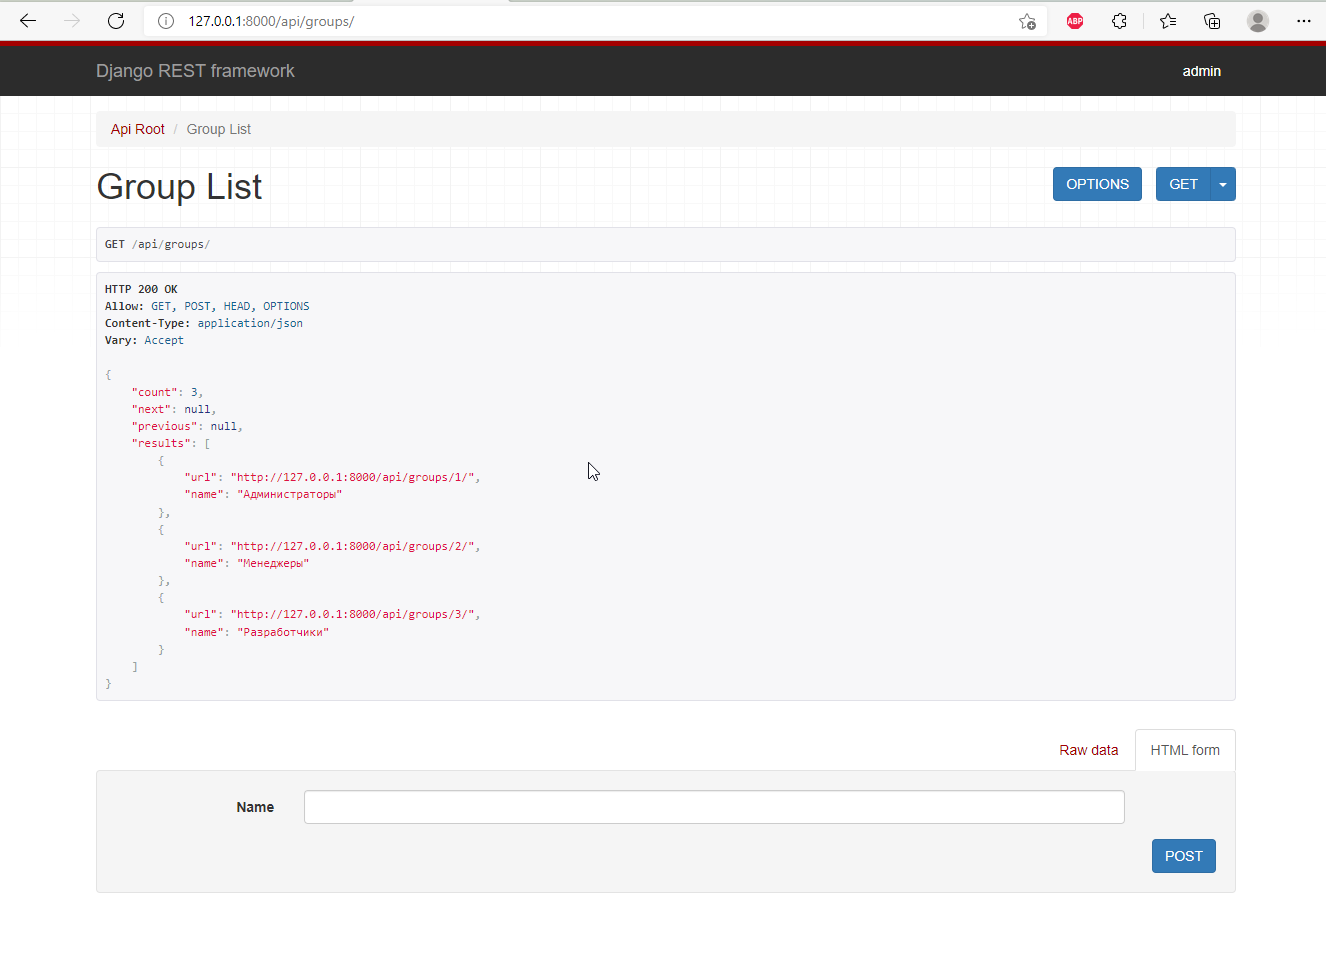 127.0.0.1:8000/api/groups/
ABP
Django REST framework
admin
Api Root / Group List
Group List
OPTIONS
GET
GET /api/groups/
HTTP 200 OK
Allow: GET, POST, HEAD, OPTIONS
Content-Type: application/json
Vary: Accept
{
"count": 3,
"next": null,
"previous": null,
"results": [
{
"url": "http://127.0.0.1:8000/api/groups/1/",
"name": "Администраторы"
},
{
"url": "http://127.0.0.1:8000/api/groups/2/",
"name": "Менеджеры"
},
{
"url": "http://127.0.0.1:8000/api/groups/3/",
"name": "Разработчики"
}
]
}
Raw data
HTML form
Name
POST